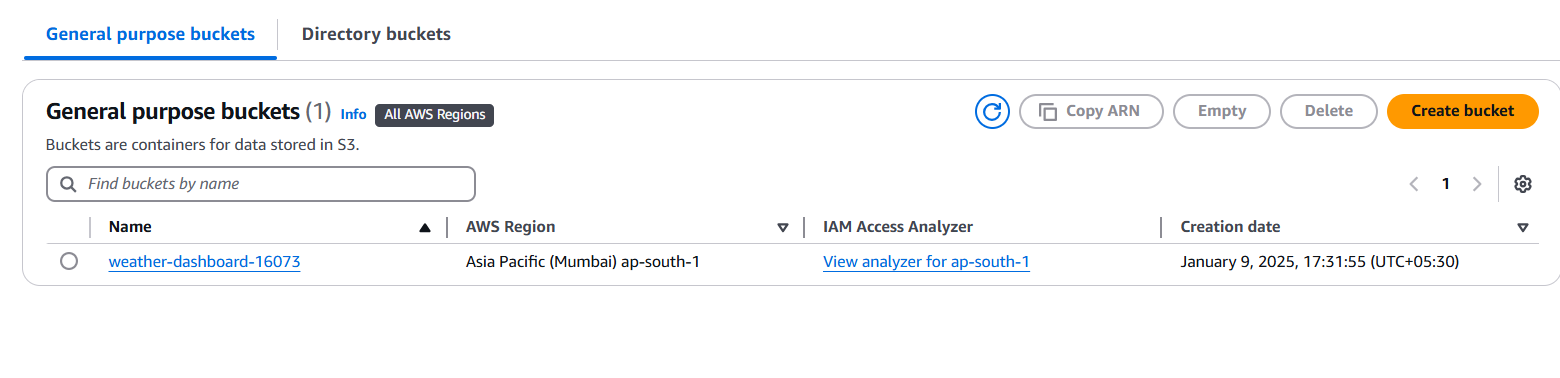 General purpose buckets Directory buckets
General purpose buckets (1) Info All AWS Regions Copy ARN Empty Delete Create bucket
Buckets are containers for data stored in S3.
Find buckets by name 1
Name AWS Region IAM Access Analyzer Creation date
weather-dashboard-16073 Asia Pacific (Mumbai) ap-south-1 View analyzer for ap-south-1 January 9, 2025, 17:31:55 (UTC+05:30)